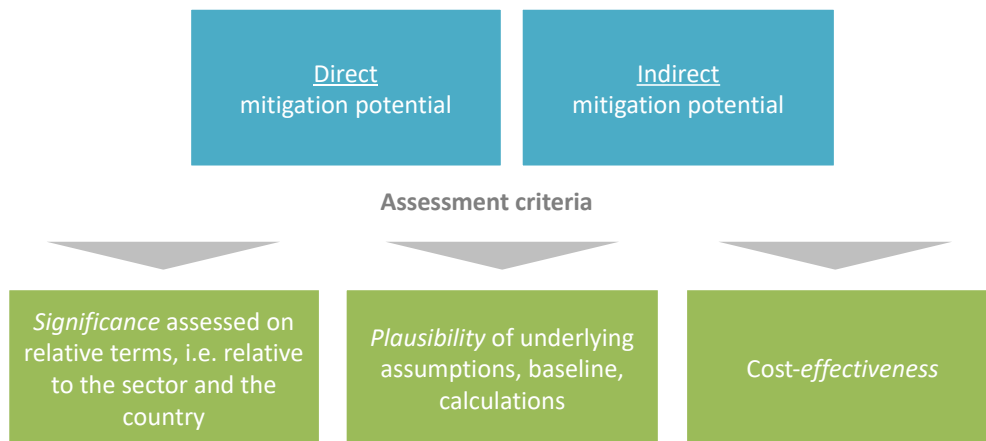 Direct
mitigation potential
Indirect
mitigation potential
Assessment criteria
Significance assessed on
relative terms, i.e. relative
to the sector and the
country
Plausibility of underlying
assumptions, baseline,
calculations
Cost-effectiveness